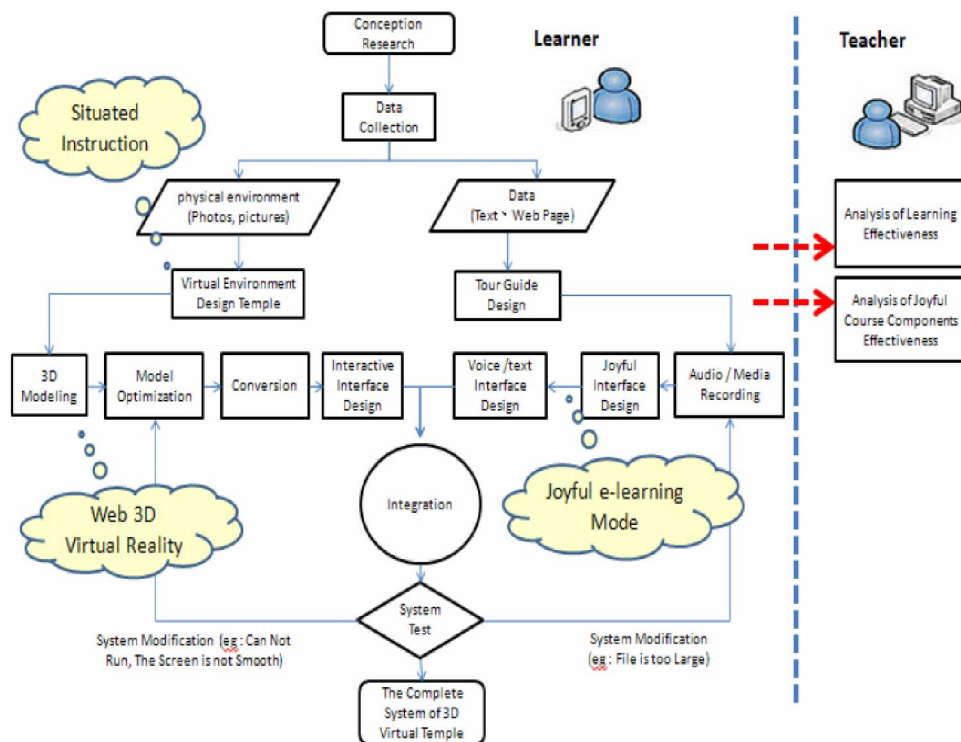 Conception
Research
Learner
Teacher
Situated
Instruction
Data
Collection
physical environment
(Photos, pictures)
Data
(Text、Web Page)
Analysis of Learning
Effectiveness
Virtual Environment
Design Temple
Tour Guide
Design
Analysis of Joyful
Course Components
Effectiveness
3D
Modeling
Model
Optimization
Conversion
Interactive
Interface
Design
Voice /text
Interface
Design
Joyful
Interface
Design
Audio / Media
Recording
Web 3D
Virtual Reality
Integration
Joyful e-learning
Mode
System
Test
System Modification (eg : Can Not
Run, The Screen is not Smooth)
System Modification
(eg : File is too Large)
The Complete
System of 3D
Virtual Temple